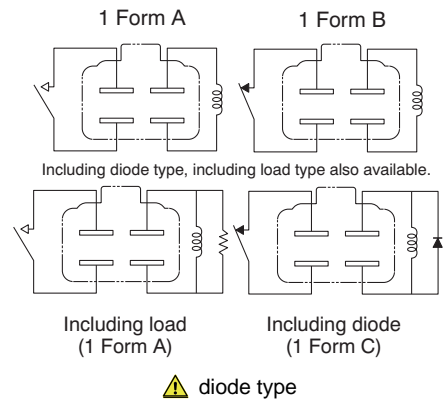 1 Form A
1 Form B
Including diode type, including load type also available.
Including load
(1 Form A)
Including diode
(1 Form C)
diode type